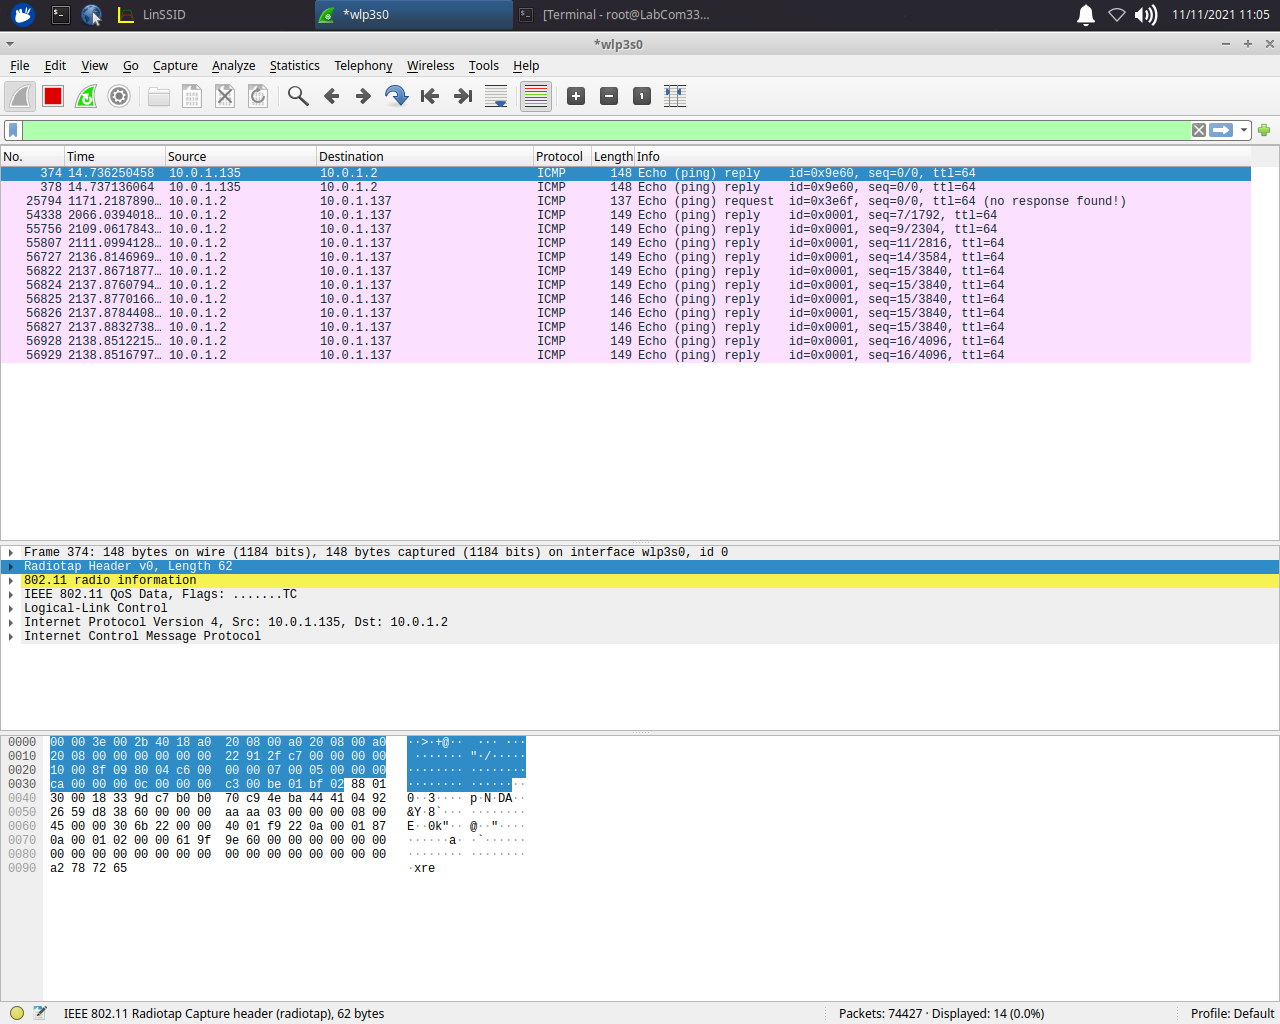 LinSSID
*wlp3s0
[Terminal - root@LabCom33...
11/11/2021 11:05
*wlp3s0
File Edit View Go Capture Analyze Statistics Telephony Wireless Tools Help
No. Time Source Destination Protocol Length Info
374 14.736250458 10.0.1.135 10.0.1.2 ICMP 148 Echo (ping) reply id=0x9e60, seq=0/0, ttl=64
378 14.737136064 10.0.1.135 10.0.1.2 ICMP 148 Echo (ping) reply id=0x9e60, seq=0/0, ttl=64
25794 1171.2187890… 10.0.1.2 10.0.1.137 ICMP 137 Echo (ping) request id=0x3e6f, seq=0/0, ttl=64 (no response found!)
54338 2066.0394018… 10.0.1.2 10.0.1.137 ICMP 149 Echo (ping) reply id=0x0001, seq=7/1792, ttl=64
55756 2109.0617843… 10.0.1.2 10.0.1.137 ICMP 149 Echo (ping) reply id=0x0001, seq=9/2304, ttl=64
55807 2111.0994128… 10.0.1.2 10.0.1.137 ICMP 149 Echo (ping) reply id=0x0001, seq=11/2816, ttl=64
56727 2136.8146969… 10.0.1.2 10.0.1.137 ICMP 149 Echo (ping) reply id=0x0001, seq=14/3584, ttl=64
56822 2137.8671877… 10.0.1.2 10.0.1.137 ICMP 149 Echo (ping) reply id=0x0001, seq=15/3840, ttl=64
56824 2137.8760794… 10.0.1.2 10.0.1.137 ICMP 149 Echo (ping) reply id=0x0001, seq=15/3840, ttl=64
56825 2137.8770166… 10.0.1.2 10.0.1.137 ICMP 146 Echo (ping) reply id=0x0001, seq=15/3840, ttl=64
56826 2137.8784408… 10.0.1.2 10.0.1.137 ICMP 146 Echo (ping) reply id=0x0001, seq=15/3840, ttl=64
56827 2137.8832738… 10.0.1.2 10.0.1.137 ICMP 146 Echo (ping) reply id=0x0001, seq=15/3840, ttl=64
56928 2138.8512215… 10.0.1.2 10.0.1.137 ICMP 149 Echo (ping) reply id=0x0001, seq=16/4096, ttl=64
56929 2138.8516797… 10.0.1.2 10.0.1.137 ICMP 149 Echo (ping) reply id=0x0001, seq=16/4096, ttl=64
Frame 374: 148 bytes on wire (1184 bits), 148 bytes captured (1184 bits) on interface wlp3s0, id 0
Radiotap Header v0, Length 62
802.11 radio information
IEEE 802.11 QoS Data, Flags: .......TC
Logical-Link Control
Internet Protocol Version 4, Src: 10.0.1.135, Dst: 10.0.1.2
Internet Control Message Protocol
0000 00 00 3e 00 2b 40 18 a0 20 08 00 a0 20 08 00 a0 ··>·+@·· ··· ···
0010 20 08 00 00 00 00 00 00 22 91 2f c7 00 00 00 00 ······· "·/·····
0020 10 00 8f 09 80 04 c6 00 00 00 07 00 05 00 00 00 ········ ········
0030 ca 00 00 00 0c 00 00 00 c3 00 be 01 bf 02 88 01 ········ ········
0040 30 00 18 33 9d c7 b0 b0 70 c9 4e ba 44 41 04 92 0··3···· p·N·DA··
0050 26 59 d8 38 60 00 00 00 aa aa 03 00 00 00 08 00 &Y·8`··· ········
0060 45 00 00 30 6b 22 00 00 40 01 f9 22 0a 00 01 87 E··0k"·· @··"····
0070 0a 00 01 02 00 00 61 9f 9e 60 00 00 00 00 00 00 ······a· ·`······
0080 00 00 00 00 00 00 00 00 00 00 00 00 00 00 00 00 ········ ········
0090 a2 78 72 65 ·xre
IEEE 802.11 Radiotap Capture header (radiotap), 62 bytes
Packets: 74427 · Displayed: 14 (0.0%)
Profile: Default